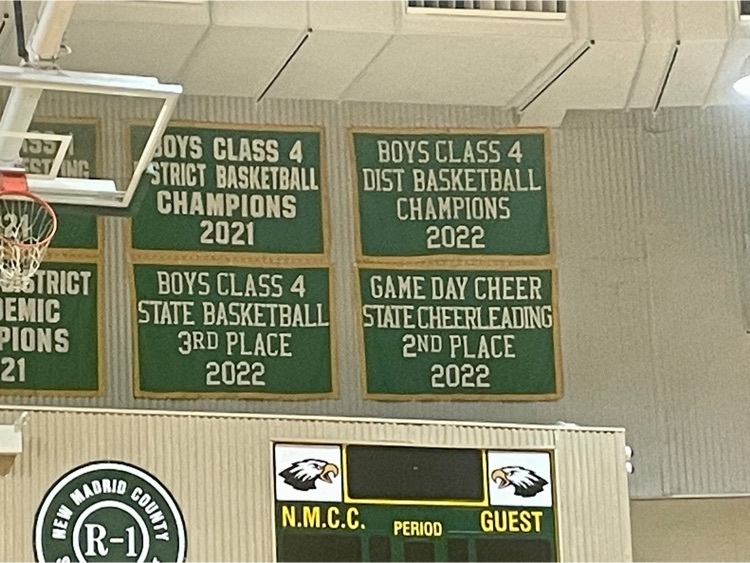 BOYS CLASS 4
DISTRICT BASKETBALL
CHAMPIONS
2021
BOYS CLASS 4
DIST BASKETBALL
CHAMPIONS
2022
BOYS CLASS 4
STATE BASKETBALL
3RD PLACE
2022
GAME DAY CHEER
STATE CHEERLEADING
2ND PLACE
2022
NEW MADRID COUNTY
R-1
N.M.C.C.
PERIOD
GUEST